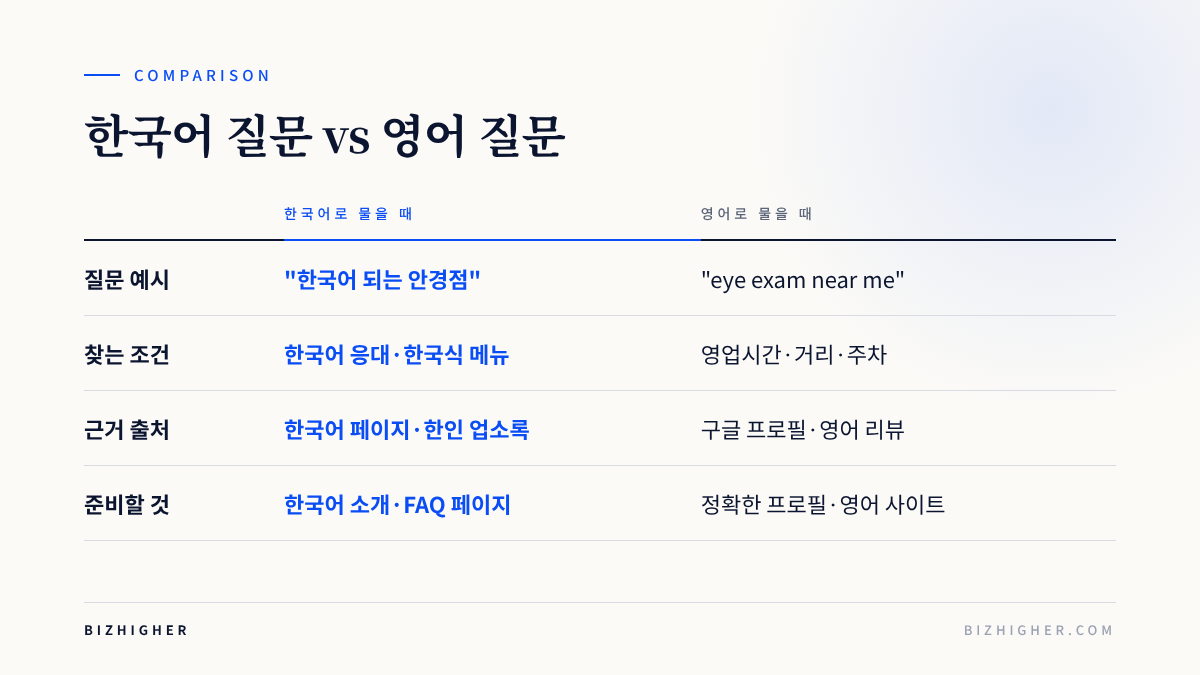 COMPARISON
한국어 질문 vs 영어 질문
한국어로 물을 때 영어로 물을 때
질문 예시 "한국어 되는 안경점" "eye exam near me"
찾는 조건 한국어 응대·한국식 메뉴 영업시간·거리·주차
근거 출처 한국어 페이지·한인 업소록 구글 프로필·영어 리뷰
준비할 것 한국어 소개·FAQ 페이지 정확한 프로필·영어 사이트
BIZHIGHER BIZHIGHER.COM